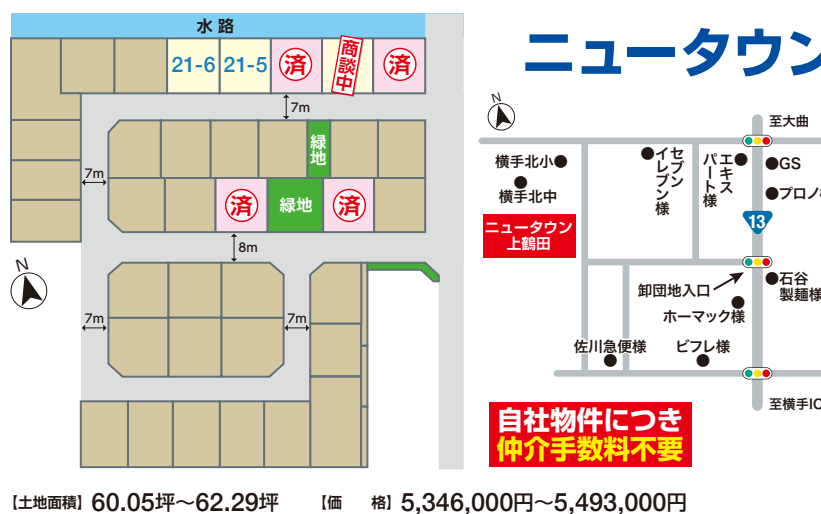 水路
21-6
21-5
済
商談中
済
7m
緑地
7m
済
緑地
済
8m
N
7m
7m
ニュータウン
N
至大曲
横手北小
横手北中
セブンイレブン様
エキスパート様
GS
プロノ
ニュータウン
上鶴田
13
卸団地入口
石谷
製麺様
ホーマック様
佐川急便様
ビフレ様
至横手IC
自社物件につき
仲介手数料不要
【土地面積】60.05坪〜62.29坪 【価　格】5,346,000円〜5,493,000円